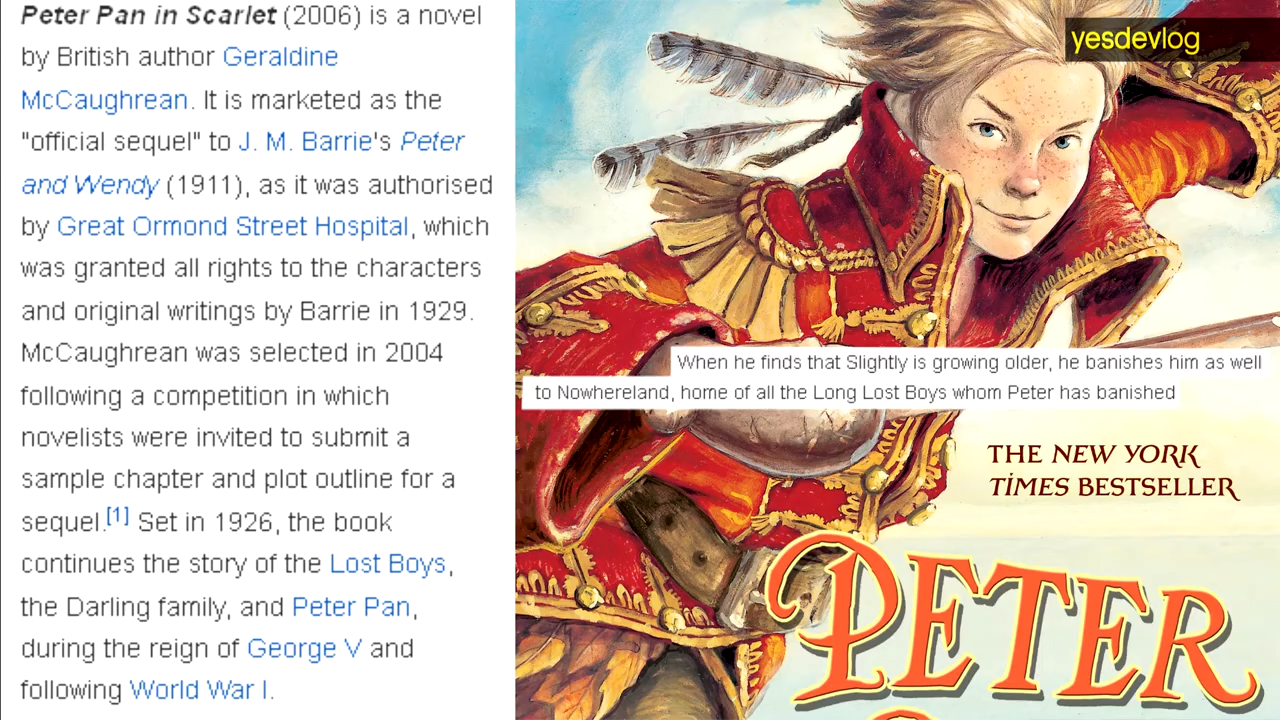 Peter Pan in Scarlet (2006) is a novel
by British author Geraldine
McCaughrean. It is marketed as the
"official sequel" to J. M. Barrie's Peter
and Wendy (1911), as it was authorised
by Great Ormond Street Hospital, which
was granted all rights to the characters
and original writings by Barrie in 1929.
McCaughrean was selected in 2004
following a competition in which
novelists were invited to submit a
sample chapter and plot outline for a
sequel.[1] Set in 1926, the book
continues the story of the Lost Boys,
the Darling family, and Peter Pan,
during the reign of George V and
following World War I.
yesdevlog
When he finds that Slightly is growing older, he banishes him as well
to Nowhereland, home of all the Long Lost Boys whom Peter has banished
THE NEW YORK
TIMES BESTSELLER
PETER